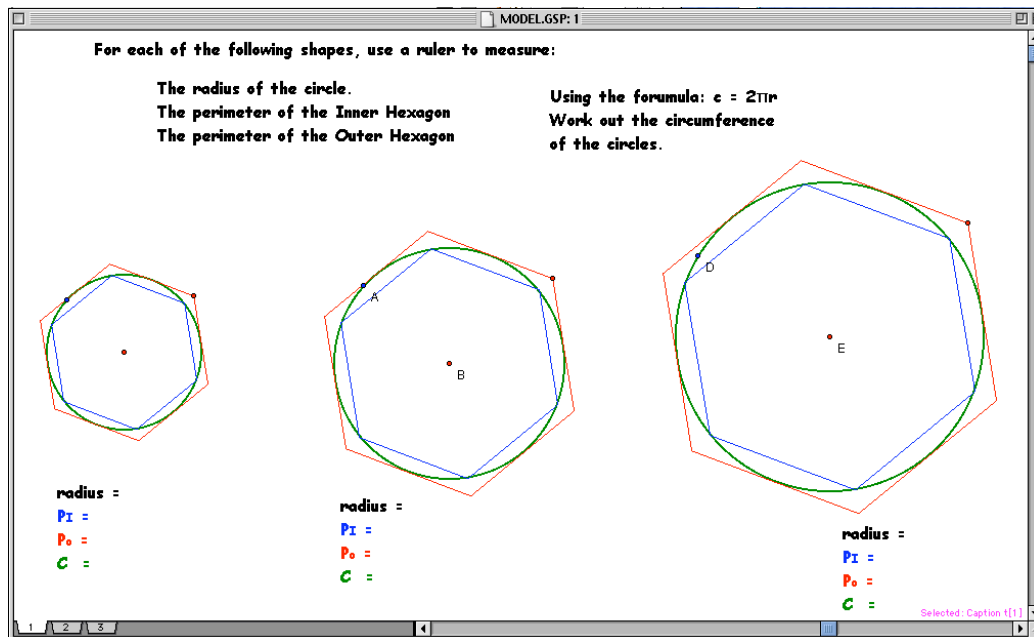 MODEL.GSP: 1
For each of the following shapes, use a ruler to measure:
The radius of the circle.
The perimeter of the Inner Hexagon
The perimeter of the Outer Hexagon
Using the forumula: c = 2πr
Work out the circumference
of the circles.
A
B
D
E
radius =
PI =
Po =
C =
radius =
PI =
Po =
C =
radius =
PI =
Po =
C =
Selected: Caption t[1]
1 2 3